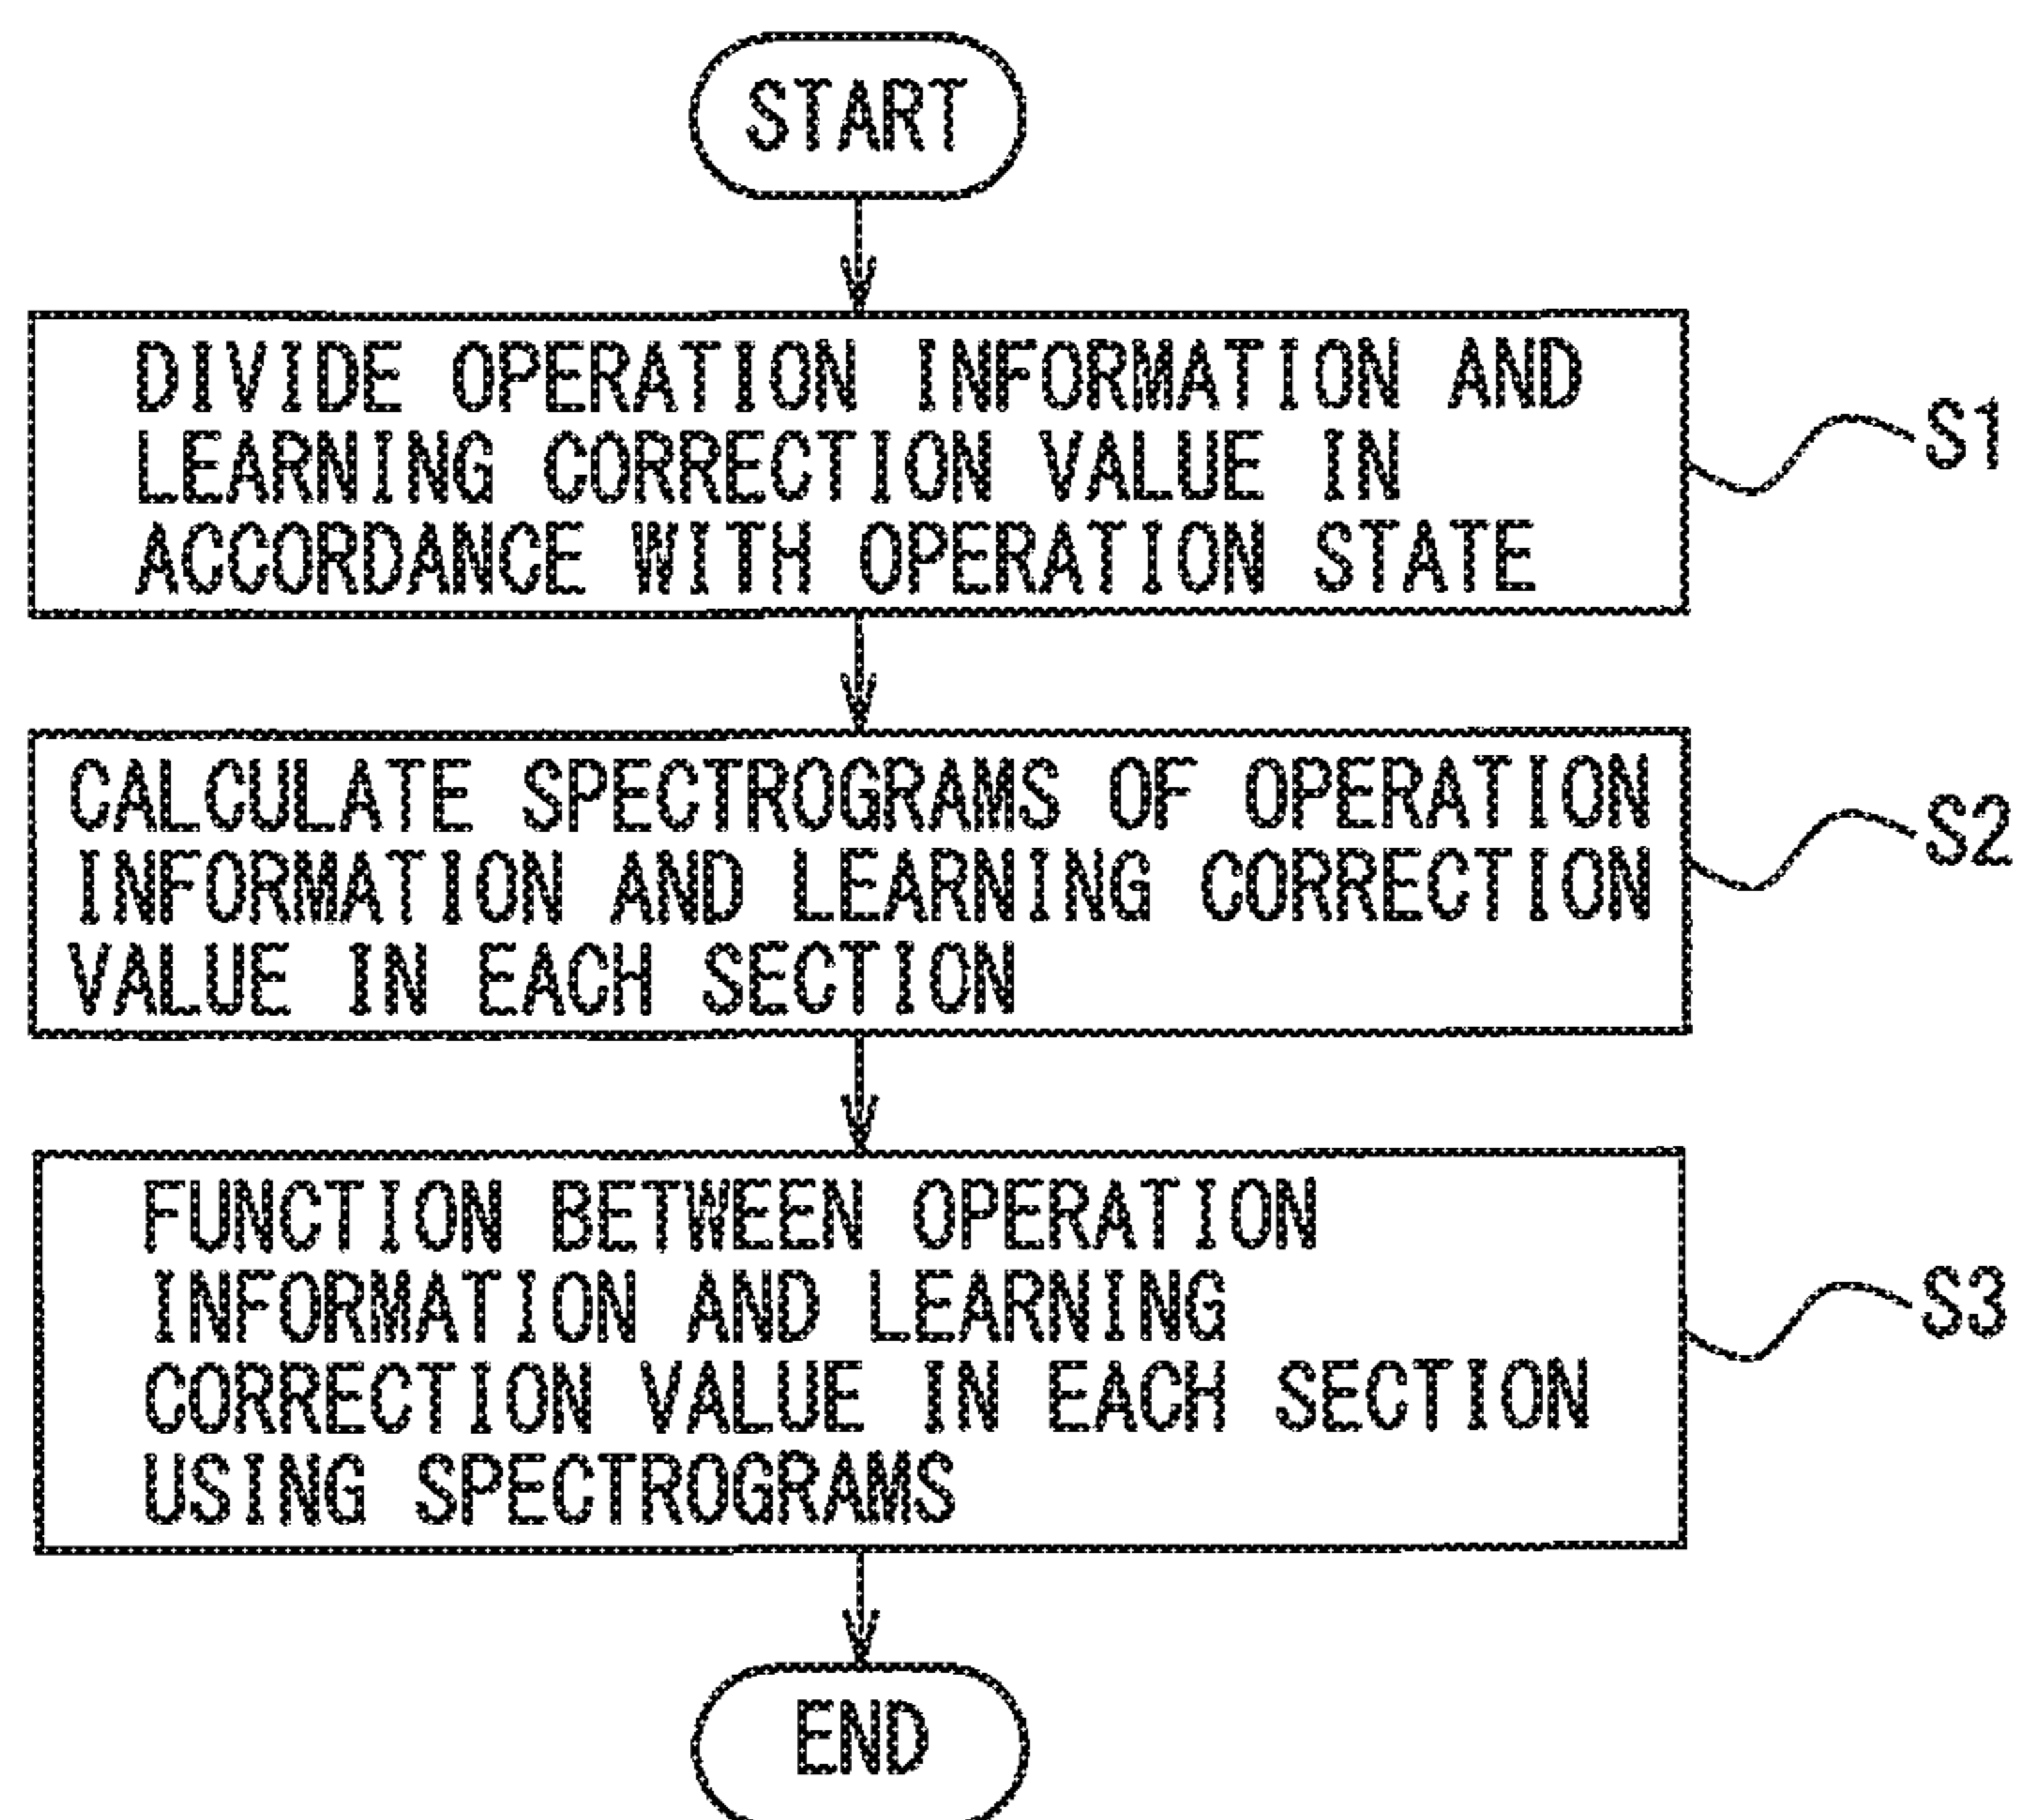 START
DIVIDE OPERATION INFORMATION AND
LEARNING CORRECTION VALUE IN
ACCORDANCE WITH OPERATION STATE
S1
CALCULATE SPECTROGRAMS OF OPERATION
INFORMATION AND LEARNING CORRECTION
VALUE IN EACH SECTION
S2
FUNCTION BETWEEN OPERATION
INFORMATION AND LEARNING
CORRECTION VALUE IN EACH SECTION
USING SPECTROGRAMS
S3
END